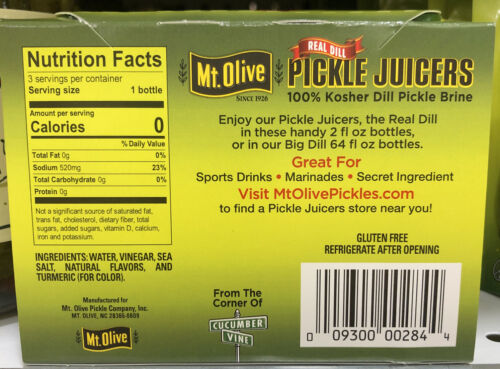 Nutrition Facts
3 servings per container
Serving size 1 bottle
Amount per serving
Calories 0
% Daily Value
Total Fat 0g 0%
Sodium 520mg 23%
Total Carbohydrate 0g 0%
Protein 0g
Not a significant source of saturated fat,
trans fat, cholesterol, dietary fiber, total
sugars, added sugars, vitamin D, calcium,
iron and potassium.
INGREDIENTS: WATER, VINEGAR, SEA
SALT, NATURAL FLAVORS, AND
TURMERIC (FOR COLOR).
Manufactured for
Mt. Olive Pickle Company, Inc.
MT. OLIVE, NC 28365-8609
Mt. Olive
Mt. Olive
SINCE 1926
REAL DILL
PICKLE JUICERS
100% Kosher Dill Pickle Brine
Enjoy our Pickle Juicers, the Real Dill
in these handy 2 fl oz bottles,
or in our Big Dill 64 fl oz bottles.
Great For
Sports Drinks • Marinades • Secret Ingredient
Visit MtOlivePickles.com
to find a Pickle Juicers store near you!
GLUTEN FREE
REFRIGERATE AFTER OPENING
From The
Corner Of
CUCUMBER
VINE
0 09300 00284 4